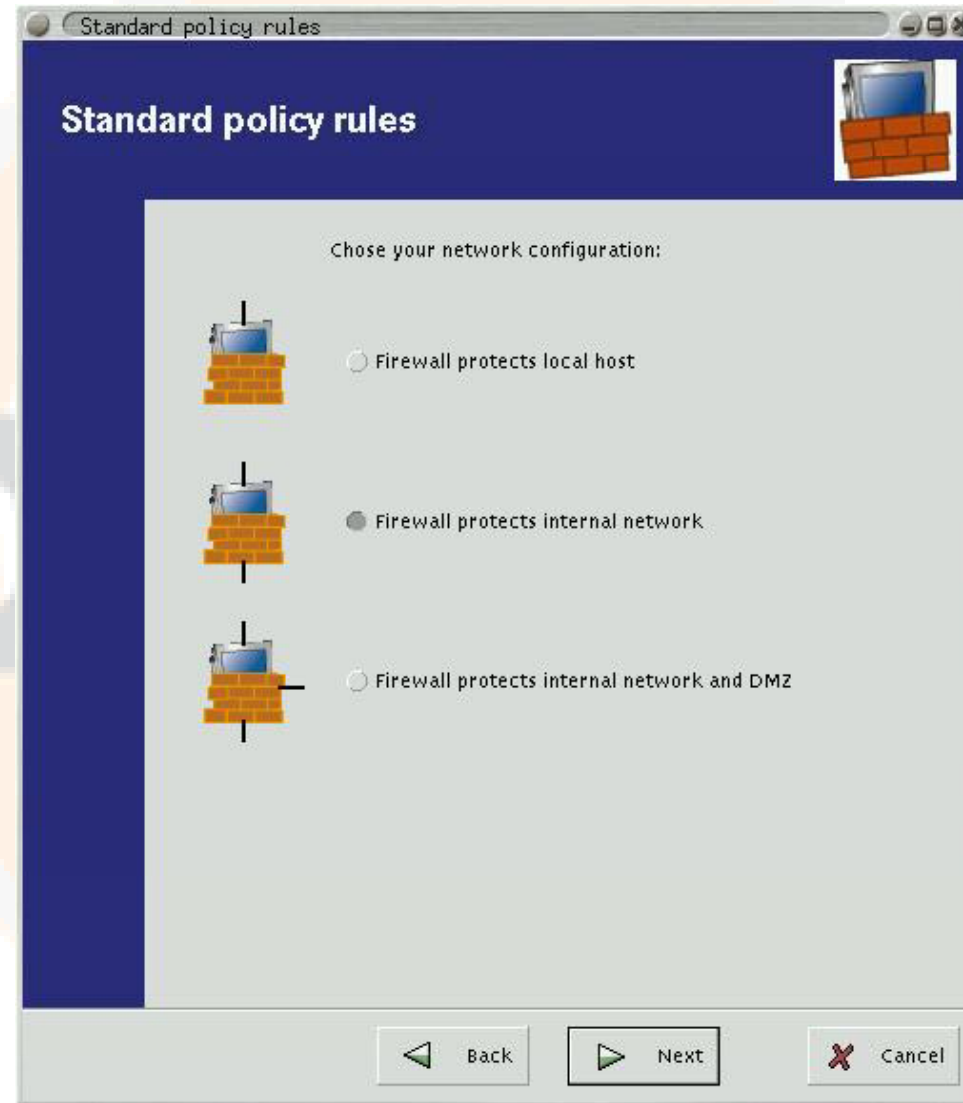 Standard policy rules
Standard policy rules
Chose your network configuration:
Firewall protects local host
Firewall protects internal network
Firewall protects internal network and DMZ
Back
Next
Cancel